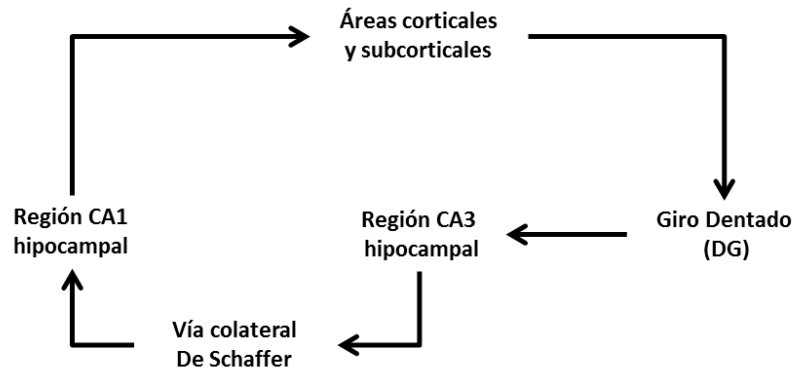 Áreas corticales
y subcorticales
Región CA1
hipocampal
Región CA3
hipocampal
Giro Dentado
(DG)
Vía colateral
De Schaffer